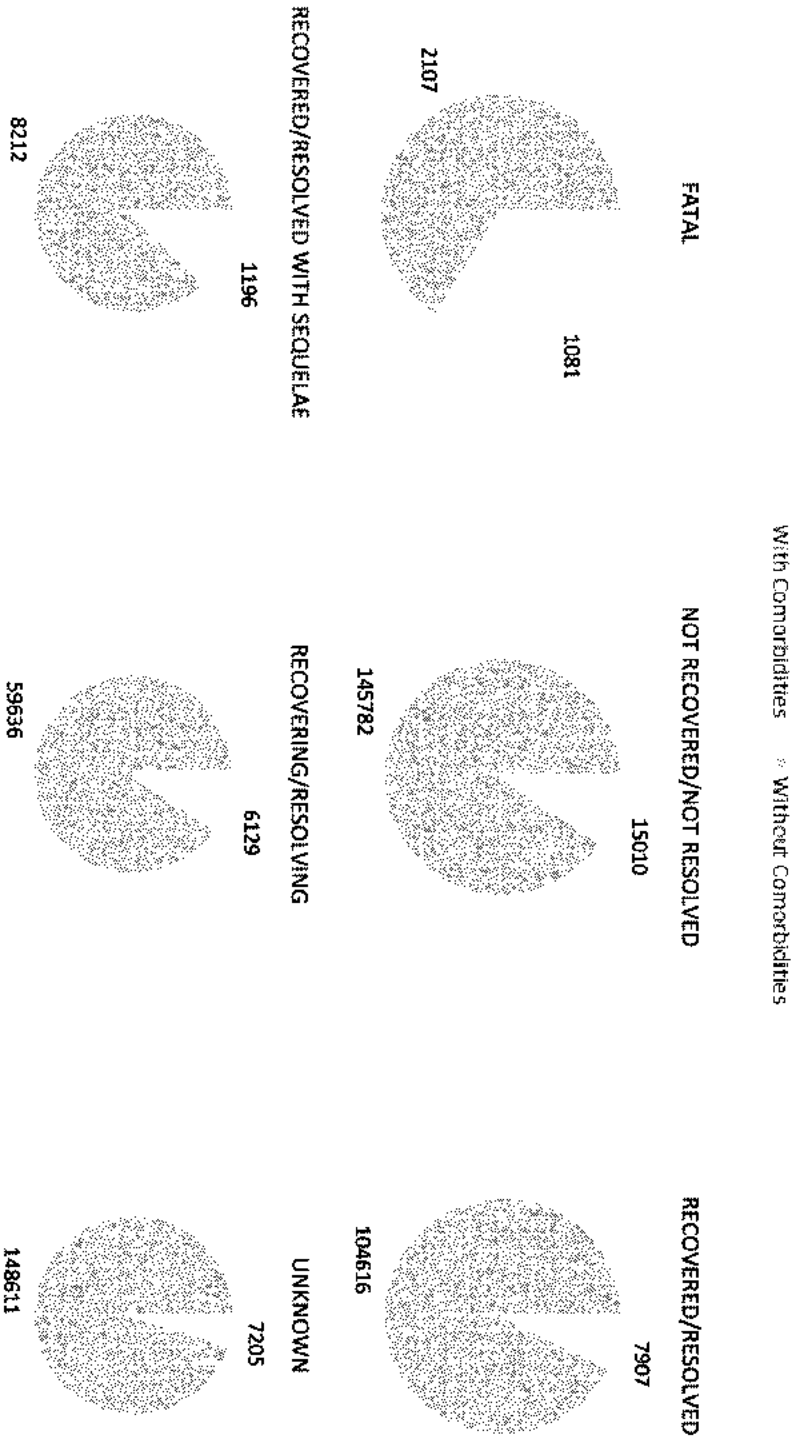 With Comorbidities Without Comorbidities
FATAL
1081
2107
NOT RECOVERED/NOT RESOLVED
15010
145782
RECOVERED/RESOLVED
7907
104616
RECOVERED/RESOLVED WITH SEQUELAE
1196
8212
RECOVERING/RESOLVING
6129
59636
UNKNOWN
7205
148611